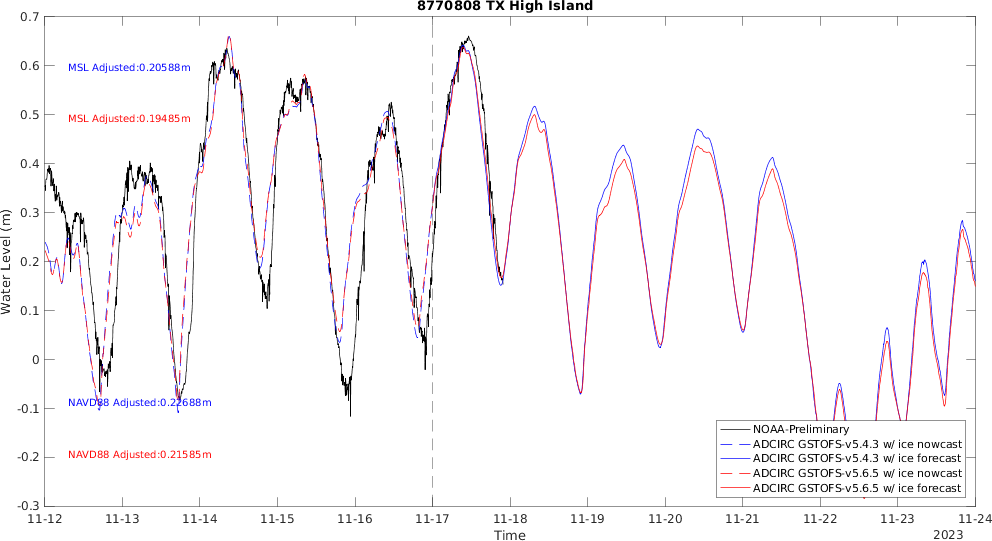 8770808 TX High Island
0.7
0.6
0.5
0.4
0.3
0.2
0.1
0
-0.1
-0.2
-0.3
Water Level (m)
MSL Adjusted:0.20588m
MSL Adjusted:0.19485m
NAVD88 Adjusted:0.22688m
NAVD88 Adjusted:0.21585m
NOAA-Preliminary
ADCIRC GSTOFS-v5.4.3 w/ ice nowcast
ADCIRC GSTOFS-v5.4.3 w/ ice forecast
ADCIRC GSTOFS-v5.6.5 w/ ice nowcast
ADCIRC GSTOFS-v5.6.5 w/ ice forecast
11-12 11-13 11-14 11-15 11-16 11-17 11-18 11-19 11-20 11-21 11-22 11-23 11-24
Time
2023